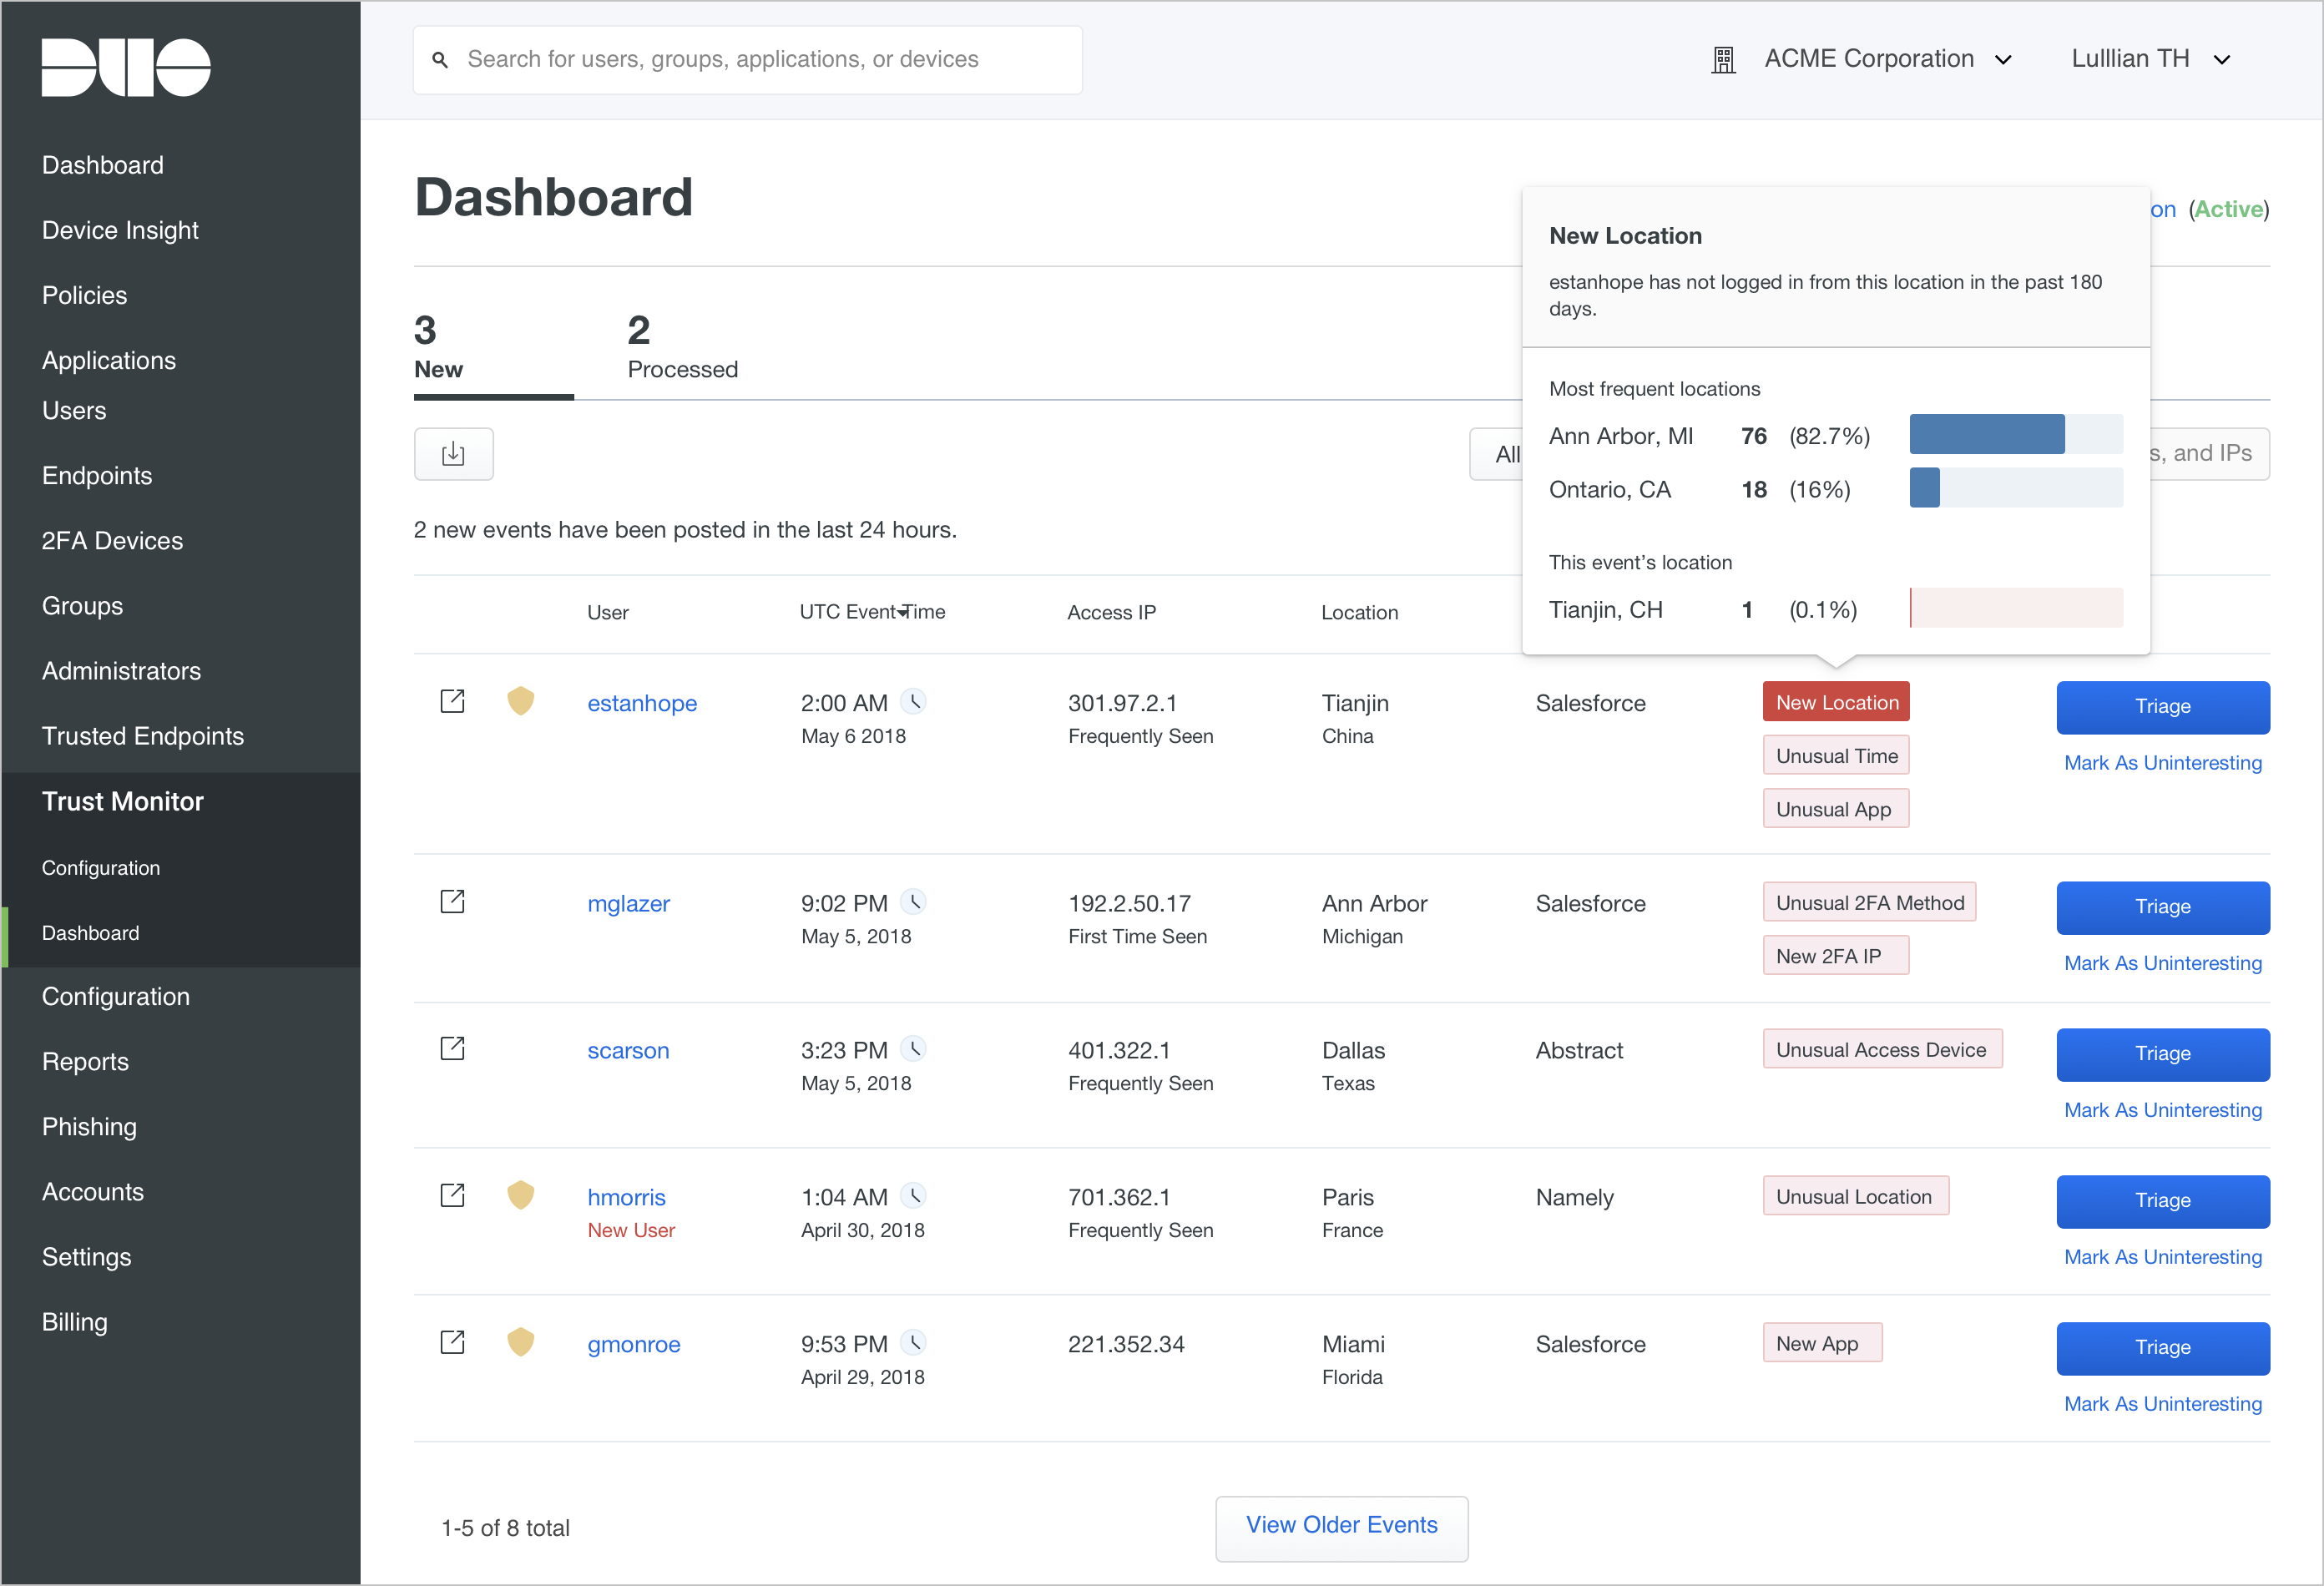 DUO
Search for users, groups, applications, or devices
ACME Corporation
Lulllian TH
Dashboard
Device Insight
Policies
Applications
Users
Endpoints
2FA Devices
Groups
Administrators
Trusted Endpoints
Trust Monitor
Configuration
Dashboard
Configuration
Reports
Phishing
Accounts
Settings
Billing
Dashboard
on (Active)
3
New
2
Processed
All
s, and IPs
2 new events have been posted in the last 24 hours.
New Location
estanhope has not logged in from this location in the past 180
days.
Most frequent locations
Ann Arbor, MI 76 (82.7%)
Ontario, CA 18 (16%)
This event’s location
Tianjin, CH 1 (0.1%)
User UTC Event Time Access IP Location
estanhope 2:00 AM 301.97.2.1 Tianjin Salesforce New Location Triage
May 6 2018 Frequently Seen China
Unusual Time
Mark As Uninteresting
Unusual App
mglazer 9:02 PM 192.2.50.17 Ann Arbor Salesforce Unusual 2FA Method Triage
May 5, 2018 First Time Seen Michigan
New 2FA IP
Mark As Uninteresting
scarson 3:23 PM 401.322.1 Dallas Abstract Unusual Access Device Triage
May 5, 2018 Frequently Seen Texas
Mark As Uninteresting
hmorris 1:04 AM 701.362.1 Paris Namely Unusual Location Triage
New User April 30, 2018 Frequently Seen France
Mark As Uninteresting
gmonroe 9:53 PM 221.352.34 Miami Salesforce New App Triage
April 29, 2018 Florida
Mark As Uninteresting
1-5 of 8 total
View Older Events